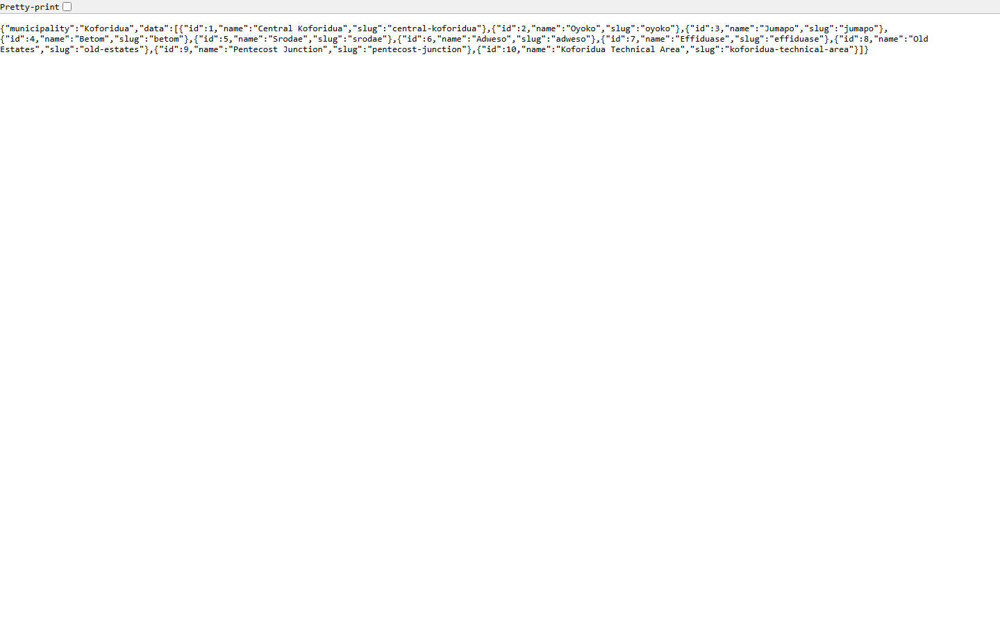 Pretty-print
{"municipality":"Koforidua","data":[{"id":1,"name":"Central Koforidua","slug":"central-koforidua"},{"id":2,"name":"Oyoko","slug":"oyoko"},{"id":3,"name":"Jumapo","slug":"jumapo"},
{"id":4,"name":"Betom","slug":"betom"},{"id":5,"name":"Srodae","slug":"srodae"},{"id":6,"name":"Adweso","slug":"adweso"},{"id":7,"name":"Effiduase","slug":"effiduase"},{"id":8,"name":"Old
Estates","slug":"old-estates"},{"id":9,"name":"Pentecost Junction","slug":"pentecost-junction"},{"id":10,"name":"Koforidua Technical Area","slug":"koforidua-technical-area"}]}